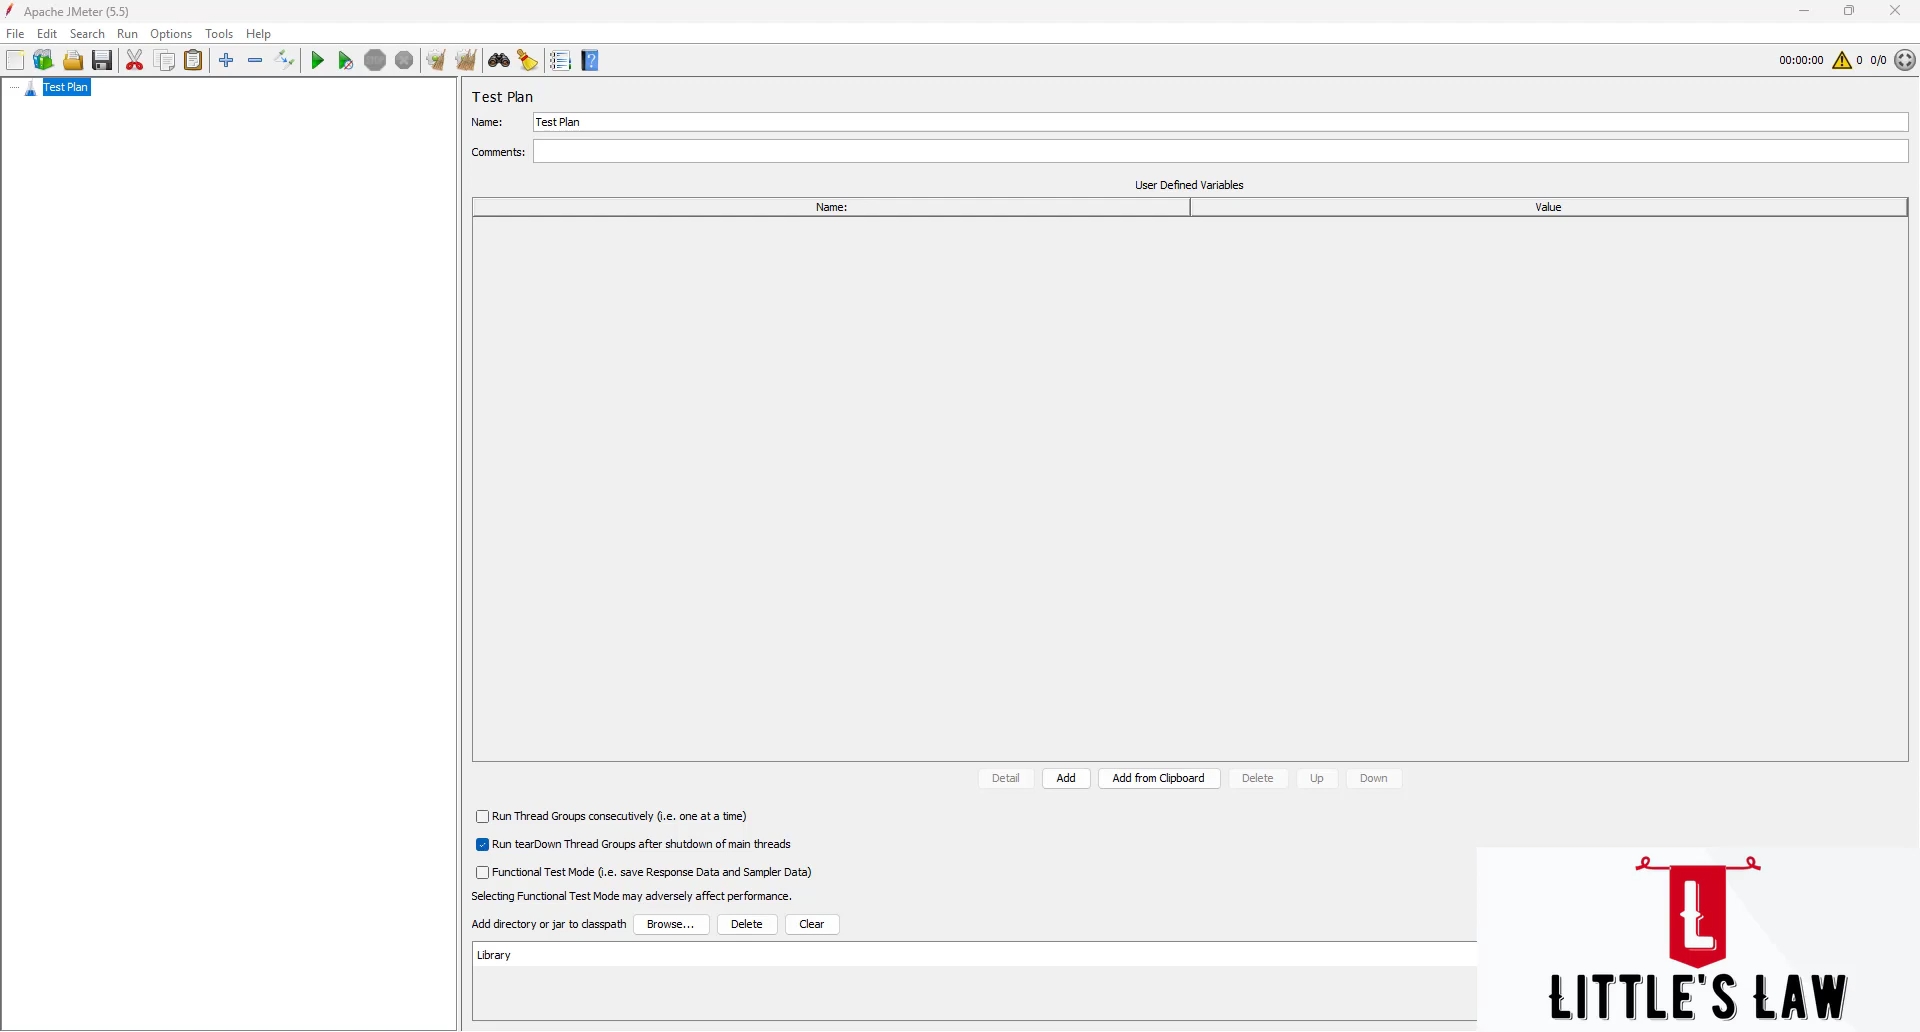 Apache JMeter (5.5)
File Edit Search Run Options Tools Help
00:00:00 0 0/0
Test Plan
Test Plan
Name: Test Plan
Comments:
User Defined Variables
Name: Value
Detail Add Add from Clipboard Delete Up Down
Run Thread Groups consecutively (i.e. one at a time)
Run tearDown Thread Groups after shutdown of main threads
Functional Test Mode (i.e. save Response Data and Sampler Data)
Selecting Functional Test Mode may adversely affect performance.
Add directory or jar to classpath Browse... Delete Clear
Library
L
LITTLE'S LAW